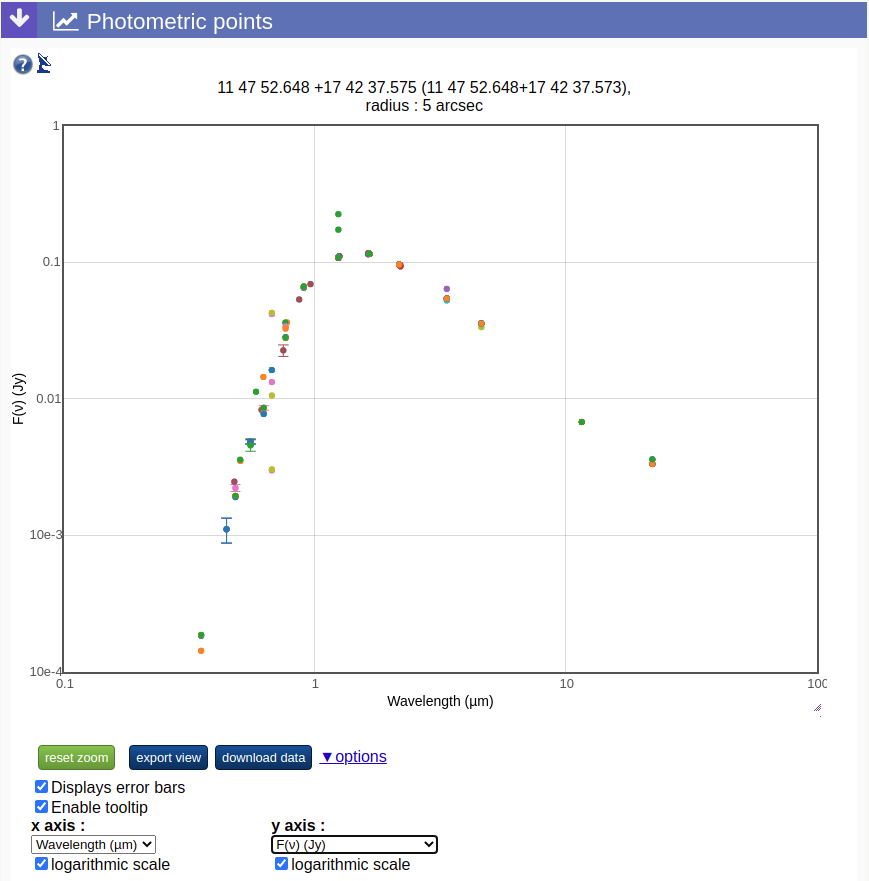 Photometric points
?
11 47 52.648 +17 42 37.575 (11 47 52.648+17 42 37.573),
radius : 5 arcsec
1
0.1
0.01
10e-3
10e-4
F(ν) (Jy)
0.1 1 10 100
Wavelength (µm)
reset zoom export view download data ▼options
Displays error bars
Enable tooltip
x axis : y axis :
Wavelength (µm) F(ν) (Jy)
logarithmic scale logarithmic scale